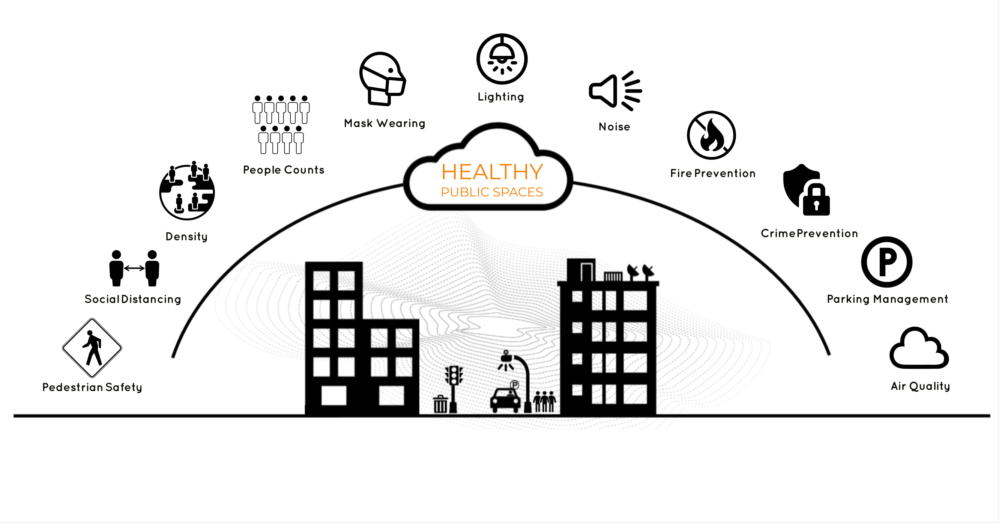 Lighting
Mask Wearing
Noise
People Counts
Fire Prevention
HEALTHY
PUBLIC SPACES
Density
Crime Prevention
P
Social Distancing
Parking Management
Pedestrian Safety
Air Quality
P